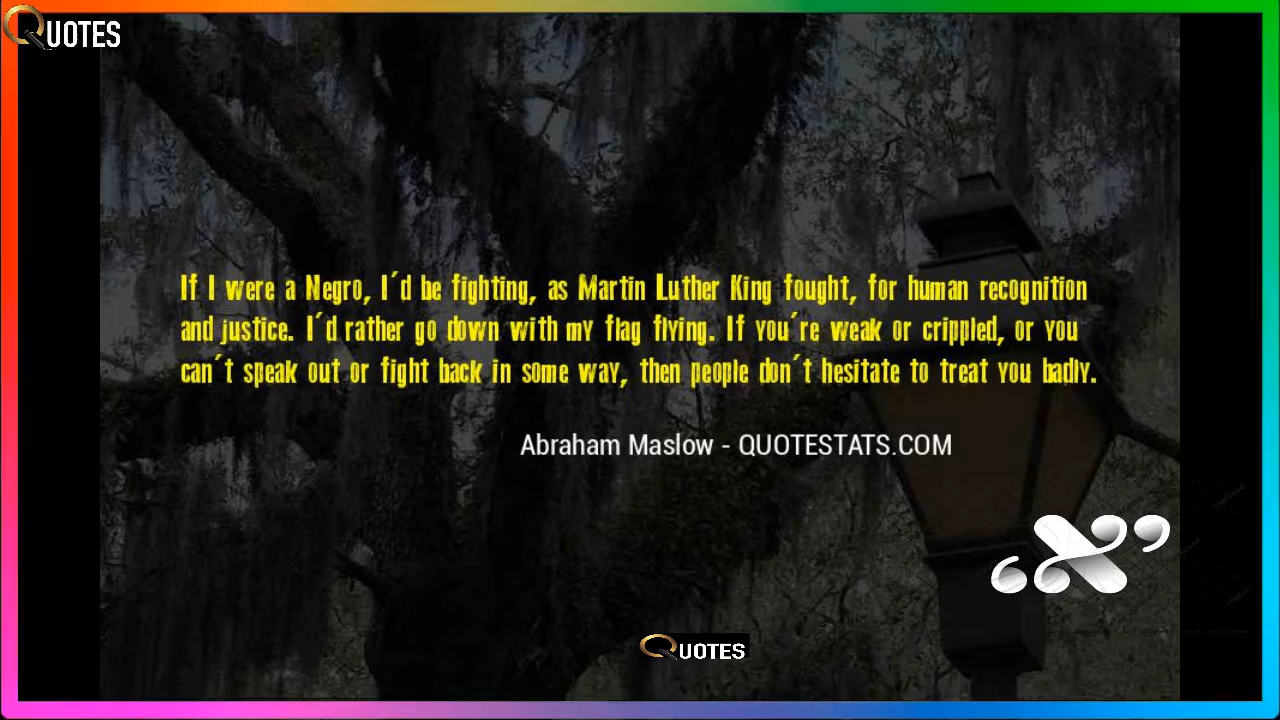 QUOTES
If I were a Negro, I'd be fighting, as Martin Luther King fought, for human recognition
and justice. I'd rather go down with my flag flying. If you're weak or crippled, or you
can't speak out or fight back in some way, then people don't hesitate to treat you badly.
Abraham Maslow - QUOTESTATS.COM
QUOTES